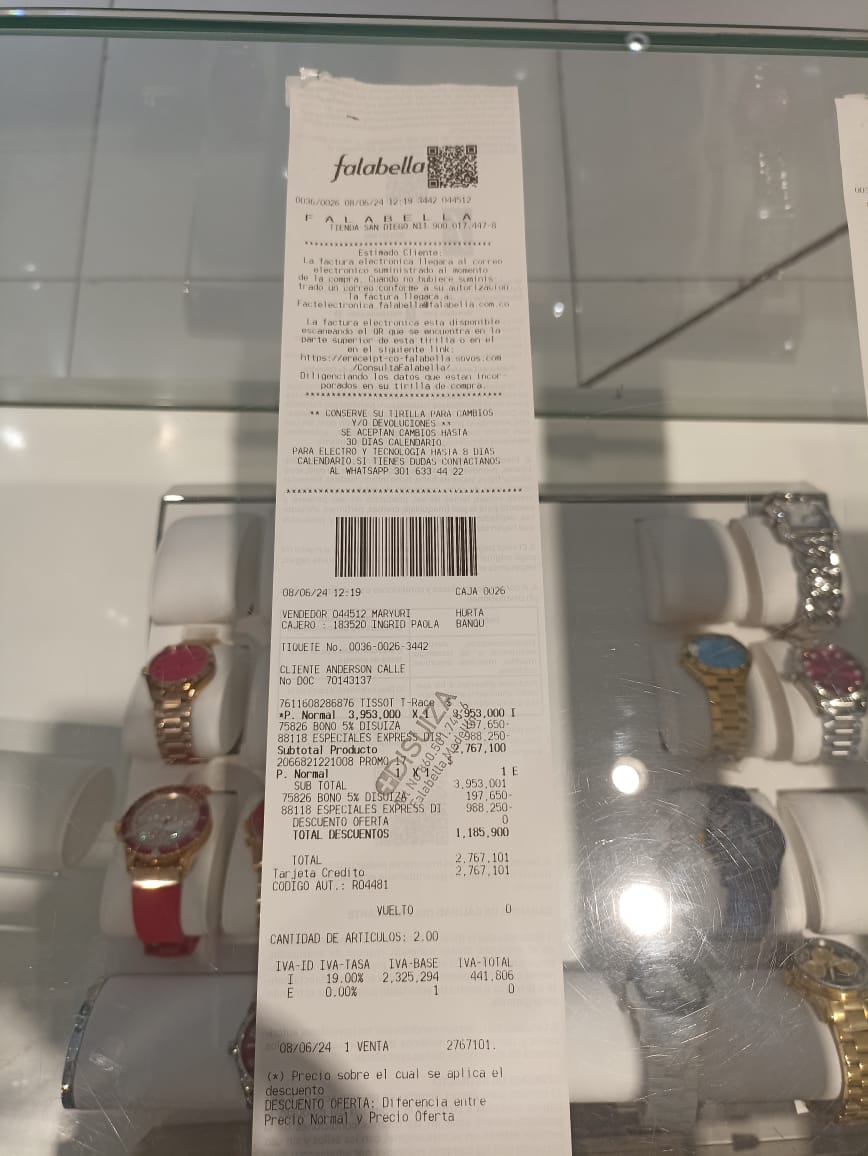 falabella
0036/0026 08/06/24 12:19 3442 044512
F A L A B E L L A
TIENDA SAN DIEGO NIT 900.017.447-8
**********************************
Estimado Cliente:
La factura electronica llegara al correo
electronico suministrado al momento
de la compra. Cuando no hubiere suminis-
trado un correo conforme a su autorizacion
la factura llegara a:
Factelectronica falabella@falabella.com.co
La factura electronica esta disponible
escaneando el QR que se encuentra en la
parte superior de esta tirilla o en el
en el siguiente link:
https://ereceipt-co-falabella.sovos.com
/ConsultaFalabella/
Diligenciando los datos que estan incor-
porados en su tirilla de compra.
************************************
** CONSERVE SU TIRILLA PARA CAMBIOS
Y/O DEVOLUCIONES **
SE ACEPTAN CAMBIOS HASTA
30 DIAS CALENDARIO.
PARA ELECTRO Y TECNOLOGIA HASTA 8 DIAS
CALENDARIO.SI TIENES DUDAS CONTACTANOS
AL WHATSAPP 301 633 44 22
****************************************
08/06/24 12:19 CAJA 0026
VENDEDOR 044512 MARYURI HURTA
CAJERO : 183520 INGRID PAOLA BANQU
TIQUETE No. 0036-0026-3442
CLIENTE ANDERSON CALLE
No DOC 70143137
7611608286876 TISSOT T-Race
*P. Normal 3,953,000 X 1 3,953,000 I
75826 BONO 5% DISUIZA 197,650-
88118 ESPECIALES EXPRESS DI 988,250-
Subtotal Producto 2,767,100
2066821221008 PROMO
P. Normal 1 X 1 1 E
SUB TOTAL 3,953,001
75826 BONO 5% DISUIZA 197,650-
88118 ESPECIALES EXPRESS DI 988,250-
DESCUENTO OFERTA 0
TOTAL DESCUENTOS 1,185,900
TOTAL 2,767,101
Tarjeta Credito 2,767,101
CODIGO AUT.: R04481
VUELTO 0
CANTIDAD DE ARTICULOS: 2.00
IVA-ID IVA-TASA IVA-BASE IVA-TOTAL
I 19.00% 2,325,294 441,806
E 0.00% 1 0
08/06/24 1 VENTA 2767101.
(*) Precio sobre el cual se aplica el
descuento
DESCUENTO OFERTA: Diferencia entre
Precio Normal y Precio Oferta
DISUIZA
Falabella Medellín